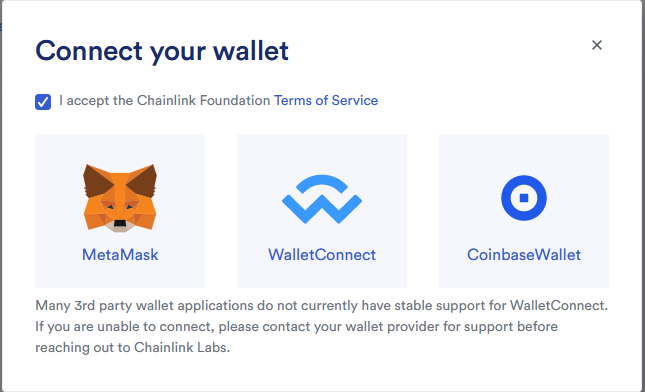 Connect your wallet
I accept the Chainlink Foundation Terms of Service
MetaMask
WalletConnect
CoinbaseWallet
Many 3rd party wallet applications do not currently have stable support for WalletConnect.
If you are unable to connect, please contact your wallet provider for support before
reaching out to Chainlink Labs.